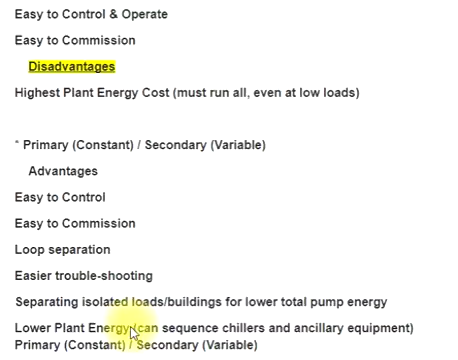 Easy to Control & Operate
Easy to Commission
Disadvantages
Highest Plant Energy Cost (must run all, even at low loads)
* Primary (Constant) / Secondary (Variable)
Advantages
Easy to Control
Easy to Commission
Loop separation
Easier trouble-shooting
Separating isolated loads/buildings for lower total pump energy
Lower Plant Energy (can sequence chillers and ancillary equipment)
Primary (Constant) / Secondary (Variable)